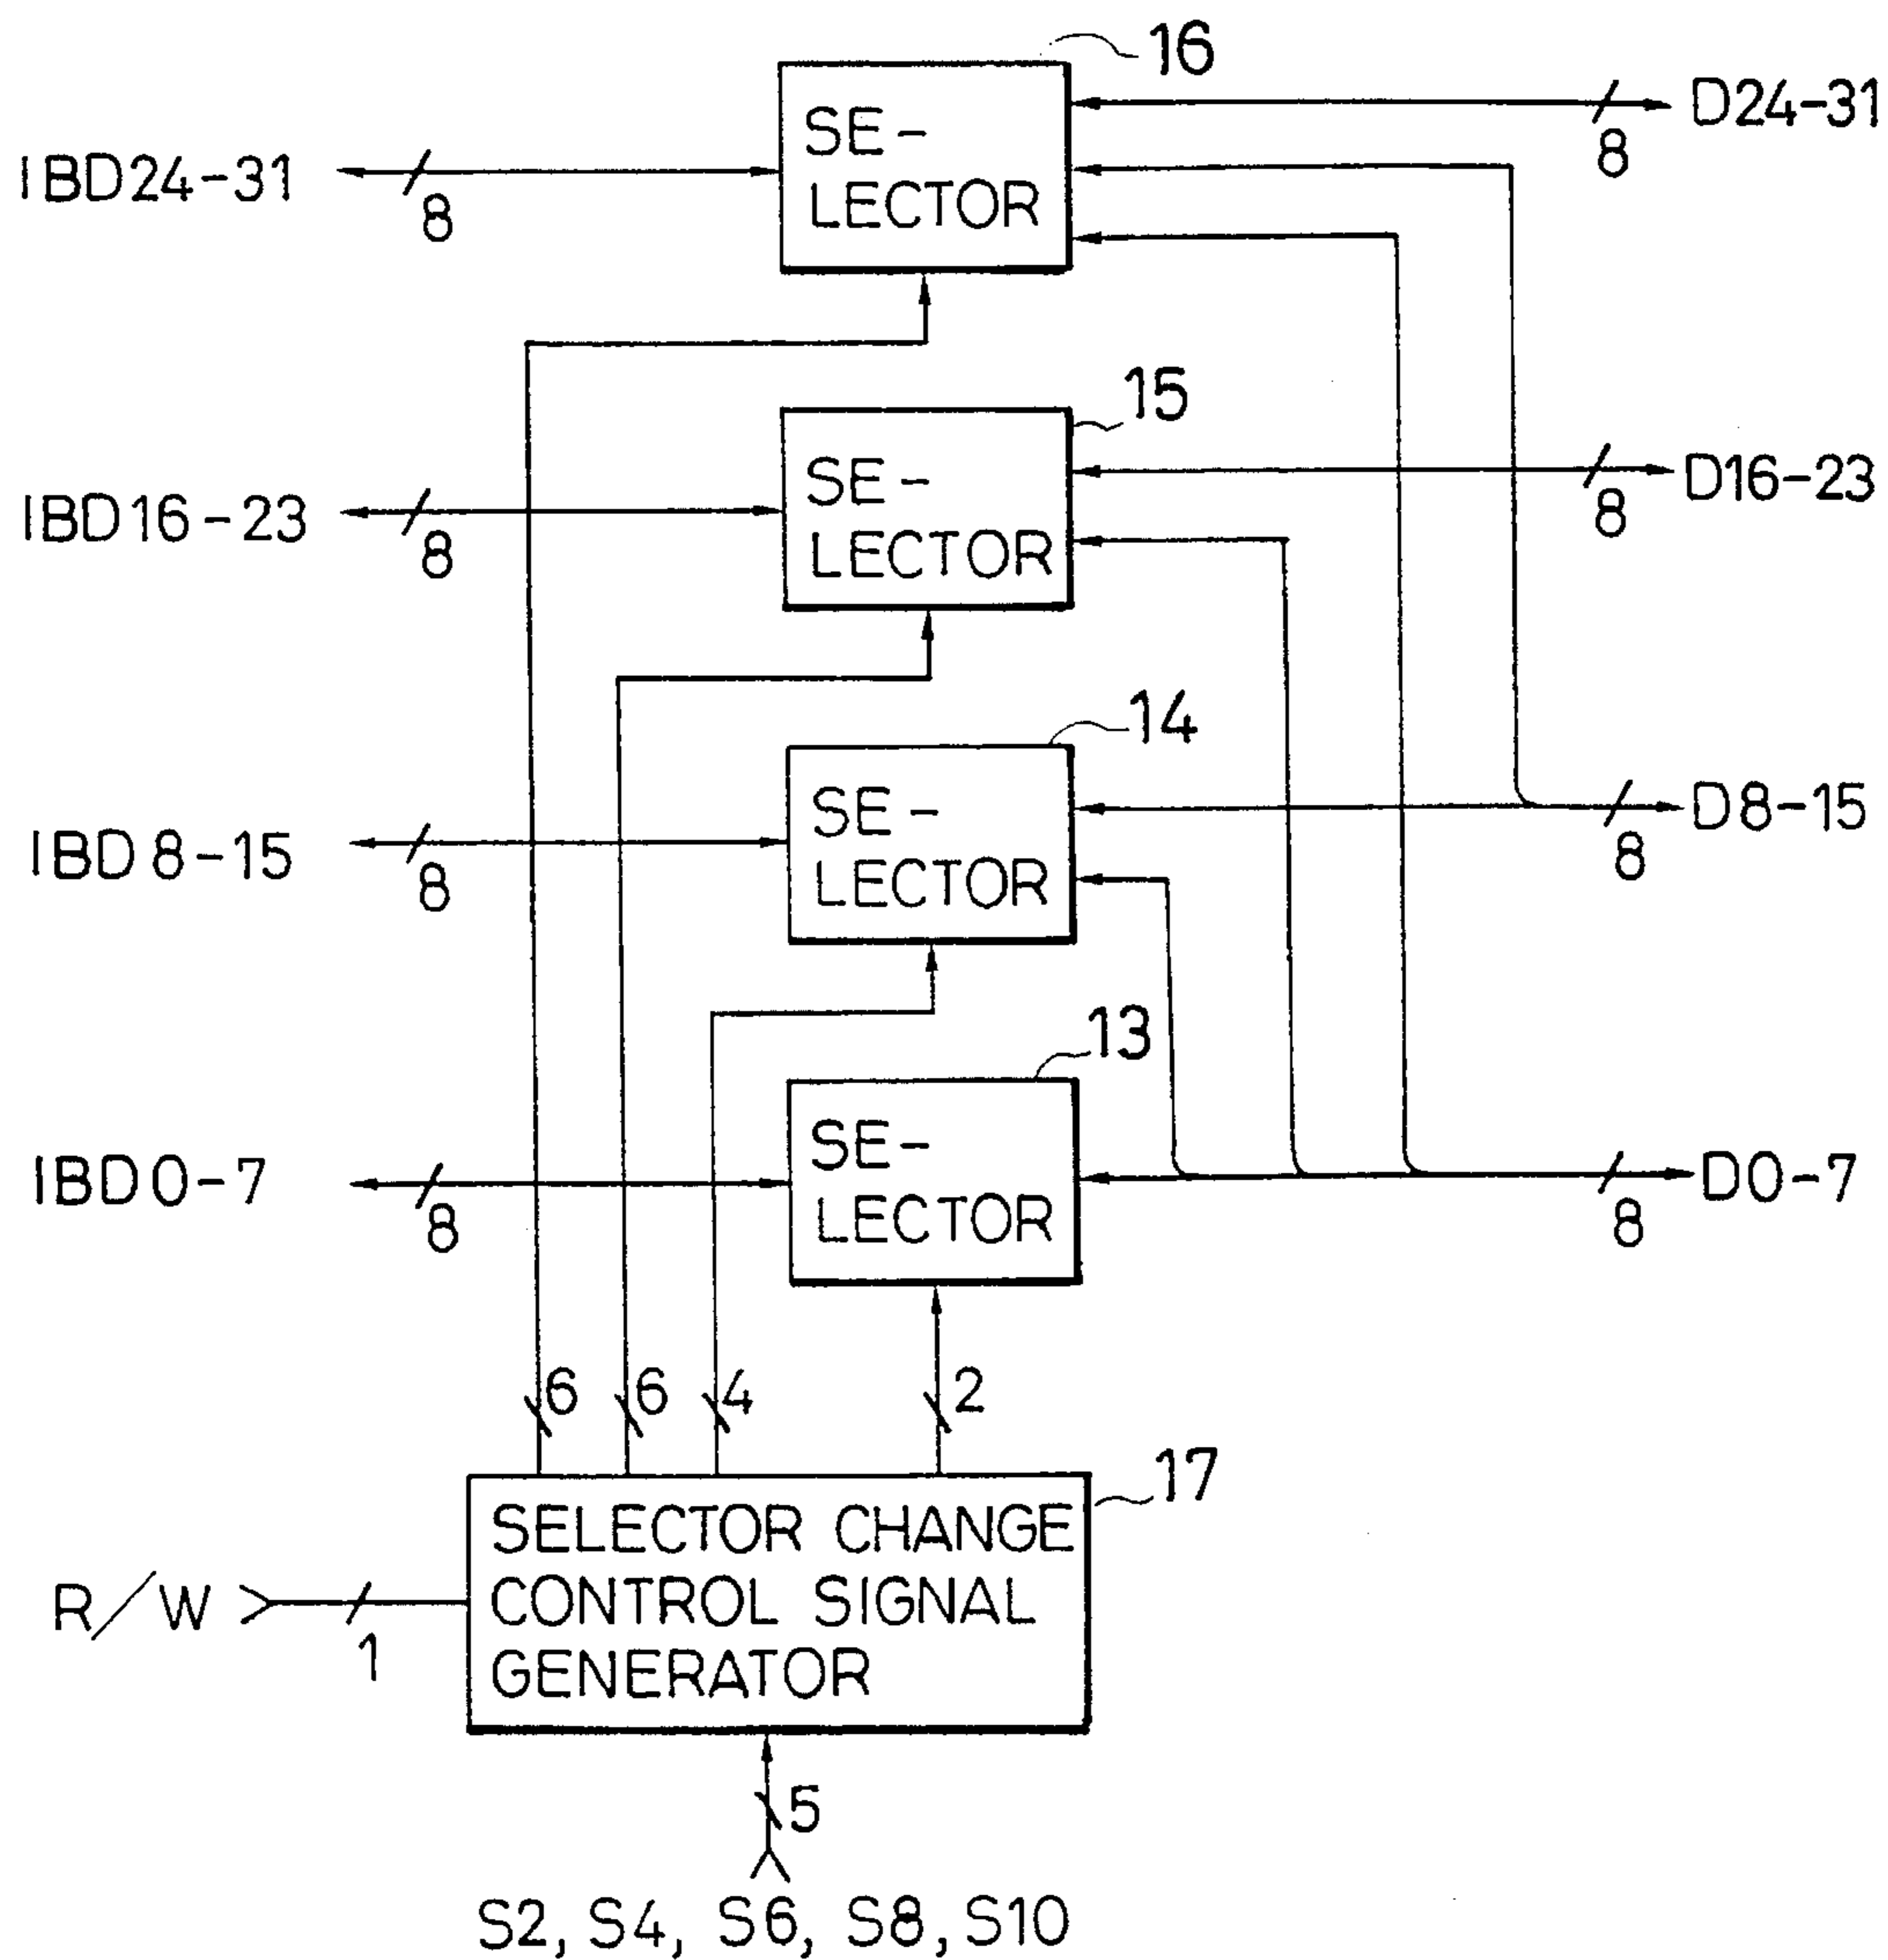 16
SE-
LECTOR
IBD24-31
8
D24-31
8
15
SE-
LECTOR
IBD16-23
8
D16-23
8
14
SE-
LECTOR
IBD8-15
8
D8-15
8
13
SE-
LECTOR
IBD0-7
8
D0-7
8
6
6
4
2
17
SELECTOR CHANGE
CONTROL SIGNAL
GENERATOR
R/W
1
5
S2, S4, S6, S8, S10